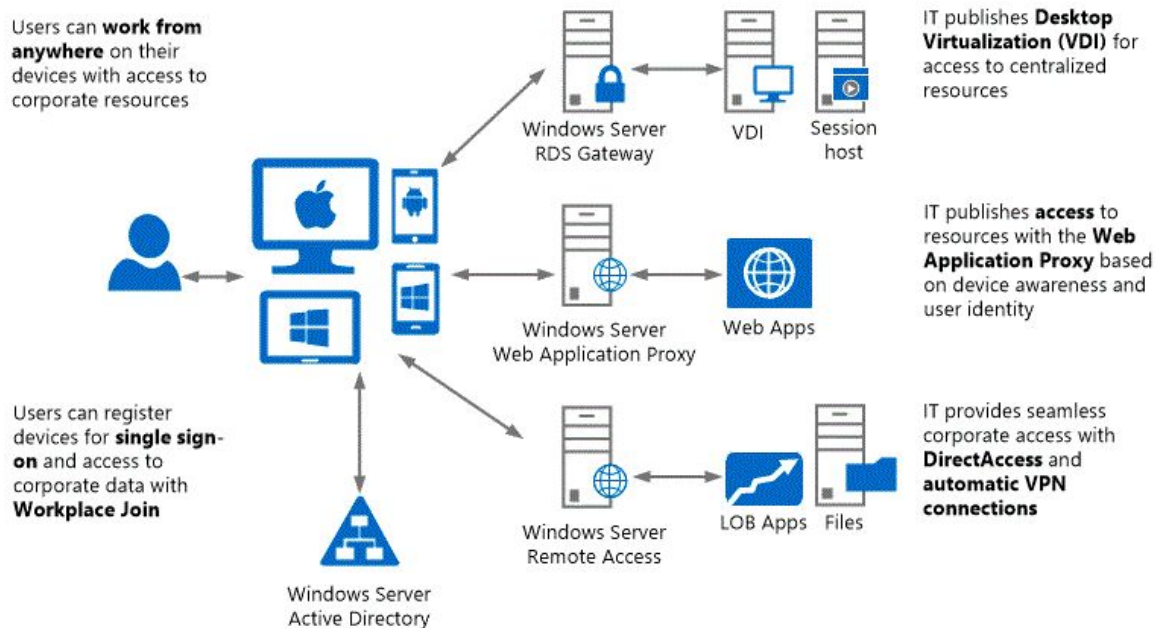 Users can work from
anywhere on their
devices with access to
corporate resources
Windows Server
RDS Gateway
VDI
Session
host
IT publishes Desktop
Virtualization (VDI) for
access to centralized
resources
Windows Server
Web Application Proxy
Web Apps
IT publishes access to
resources with the Web
Application Proxy based
on device awareness and
user identity
Users can register
devices for single sign-
on and access to
corporate data with
Workplace Join
Windows Server
Active Directory
Windows Server
Remote Access
LOB Apps
Files
IT provides seamless
corporate access with
DirectAccess and
automatic VPN
connections